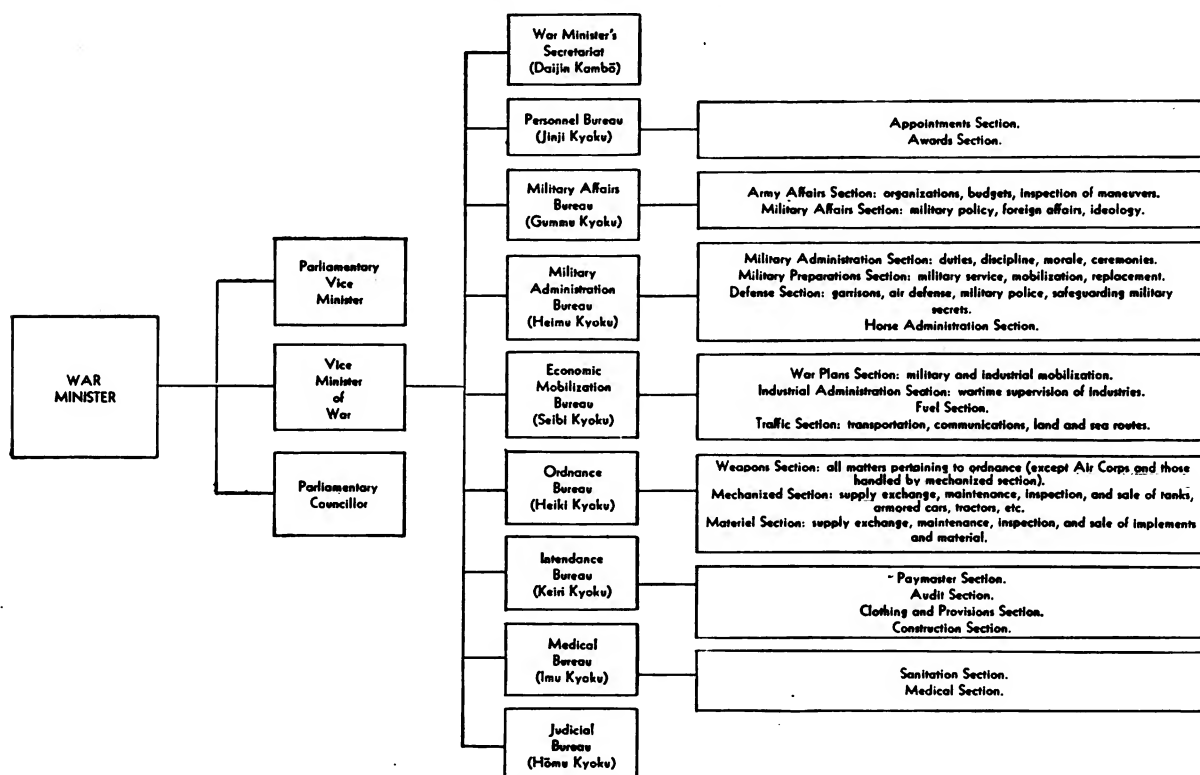 WAR
MINISTER
Parliamentary
Vice
Minister
Vice
Minister
of
War
Parliamentary
Councillor
War Minister's
Secretariat
(Daijin Kambō)
Personnel Bureau
(Jinji Kyoku)
Appointments Section.
Awards Section.
Military Affairs
Bureau
(Gummu Kyoku)
Army Affairs Section: organizations, budgets, inspection of maneuvers.
Military Affairs Section: military policy, foreign affairs, ideology.
Military
Administration
Bureau
(Heimu Kyoku)
Military Administration Section: duties, discipline, morale, ceremonies.
Military Preparations Section: military service, mobilization, replacement.
Defense Section: garrisons, air defense, military police, safeguarding military
secrets.
Horse Administration Section.
Economic
Mobilization
Bureau
(Seibi Kyoku)
War Plans Section: military and industrial mobilization.
Industrial Administration Section: wartime supervision of industries.
Fuel Section.
Traffic Section: transportation, communications, land and sea routes.
Ordnance
Bureau
(Heiki Kyoku)
Weapons Section: all matters pertaining to ordnance (except Air Corps and those
handled by mechanized section).
Mechanized Section: supply exchange, maintenance, inspection, and sale of tanks,
armored cars, tractors, etc.
Materiel Section: supply exchange, maintenance, inspection, and sale of implements
and material.
Intendance
Bureau
(Keiri Kyoku)
Paymaster Section.
Audit Section.
Clothing and Provisions Section.
Construction Section.
Medical
Bureau
(Imu Kyoku)
Sanitation Section.
Medical Section.
Judicial
Bureau
(Hōmu Kyoku)